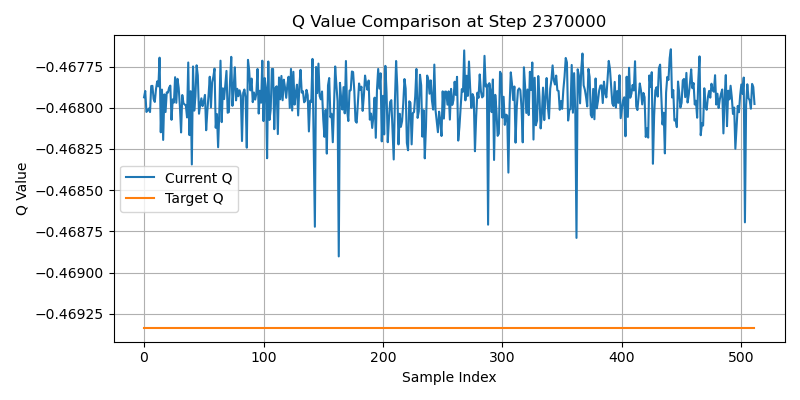 Q Value Comparison at Step 2370000
−0.46775
−0.46800
−0.46825
−0.46850
−0.46875
−0.46900
−0.46925
Q Value
Current Q
Target Q
0 100 200 300 400 500
Sample Index